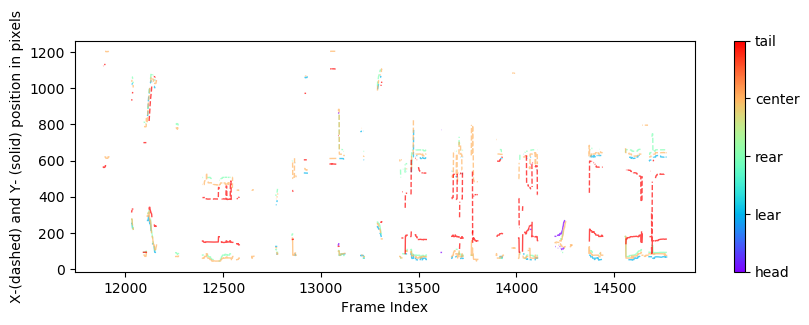 X-(dashed) and Y- (solid) position in pixels
1200
1000
800
600
400
200
0
12000 12500 13000 13500 14000 14500
Frame Index
tail
center
rear
lear
head